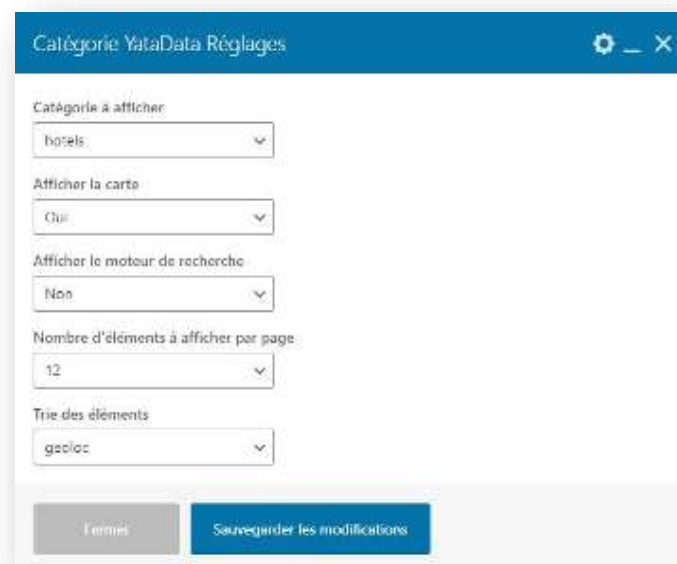 Catégorie YataData Réglages
Catégorie à afficher
hotels
Afficher la carte
Oui
Afficher le moteur de recherche
Non
Nombre d'éléments à afficher par page
12
Trie des éléments
geoloc
Fermer
Sauvegarder les modifications